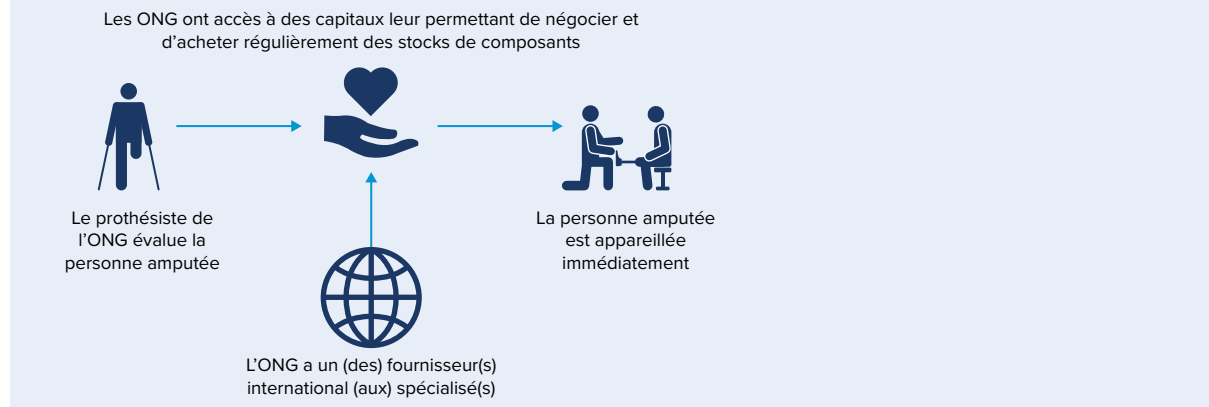 Les ONG ont accès à des capitaux leur permettant de négocier et
d'acheter régulièrement des stocks de composants
Le prothésiste de
l'ONG évalue la
personne amputée
La personne amputée
est appareillée
immédiatement
L'ONG a un (des) fournisseur(s)
international (aux) spécialisé(s)